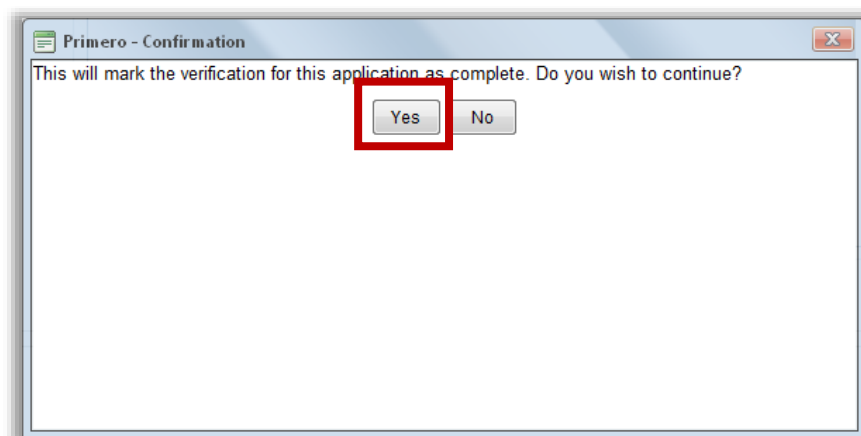 Primero - Confirmation
This will mark the verification for this application as complete. Do you wish to continue?
Yes No